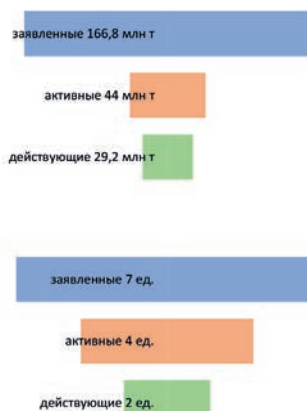 заявленные 166,8 млн т
активные 44 млн т
действующие 29,2 млн т
заявленные 7 ед.
активные 4 ед.
действующие 2 ед.